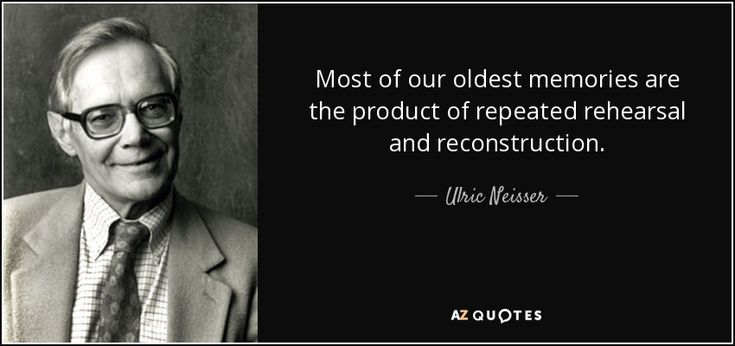 Most of our oldest memories are
the product of repeated rehearsal
and reconstruction.
Ulric Neisser
AZ QUOTES